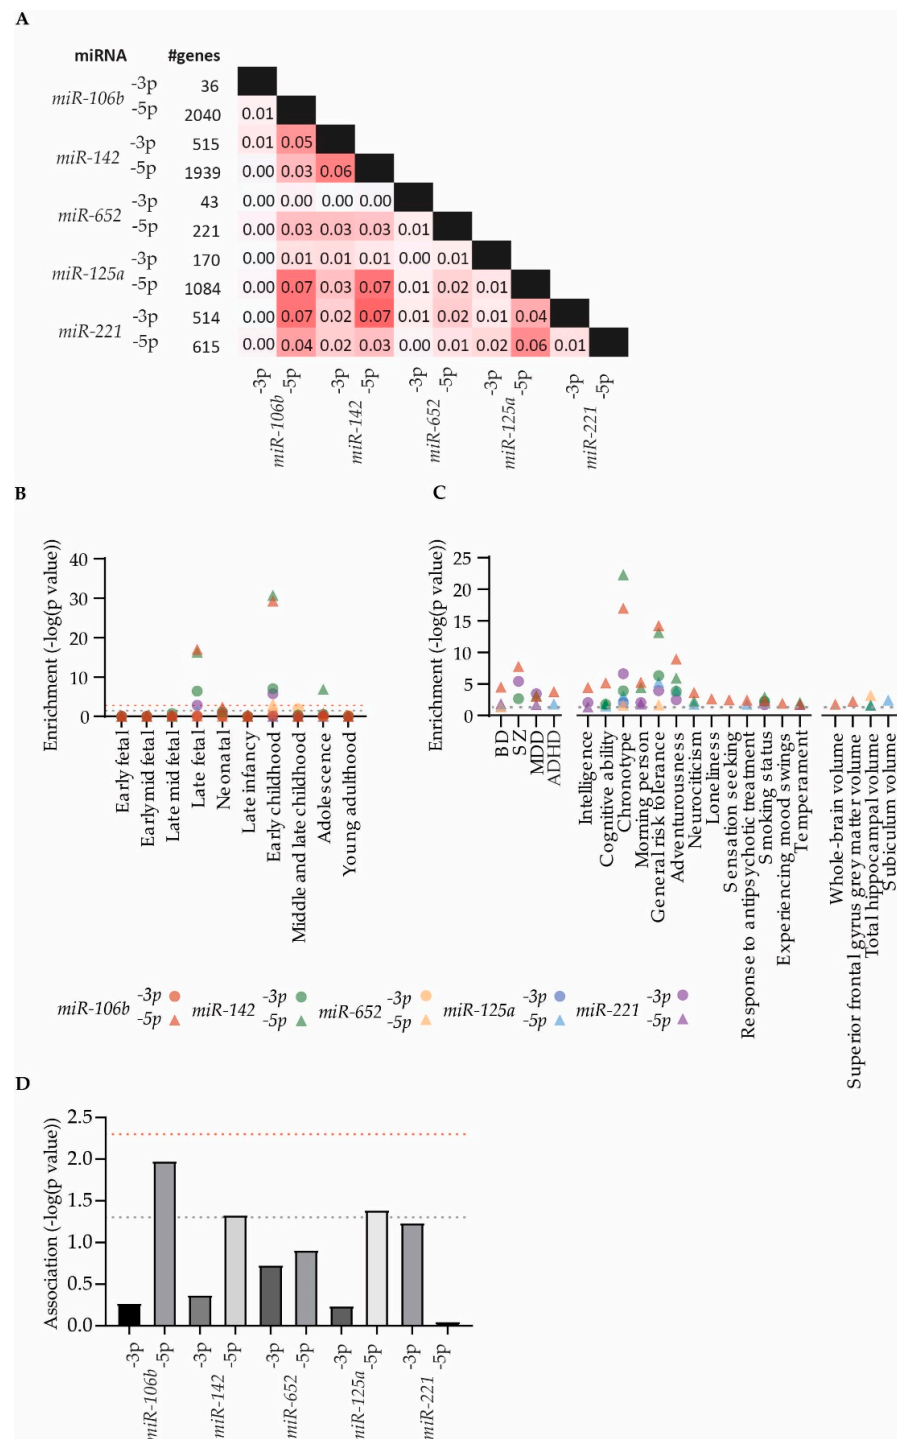 A
miRNA #genes
miR-106b -3p 36
-5p 2040 0.01
miR-142 -3p 515 0.01 0.05
-5p 1939 0.00 0.03 0.06
miR-652 -3p 43 0.00 0.00 0.00 0.00
-5p 221 0.00 0.03 0.03 0.03 0.01
miR-125a -3p 170 0.00 0.01 0.01 0.01 0.00 0.01
-5p 1084 0.00 0.07 0.03 0.07 0.01 0.02 0.01
miR-221 -3p 514 0.00 0.07 0.02 0.07 0.01 0.02 0.01 0.04
-5p 615 0.00 0.04 0.02 0.03 0.00 0.01 0.02 0.06 0.01
-3p -5p -3p -5p -3p -5p -3p -5p -3p -5p
miR-106b miR-142 miR-652 miR-125a miR-221
B
Enrichment (-log(p value))
40
30
20
10
0
Early fetal
Early mid fetal
Late mid fetal
Late fetal
Neonatal
Late infancy
Early childhood
Middle and late childhood
Adolescence
Young adulthood
C
Enrichment (-log(p value))
25
20
15
10
5
0
BD
SZ
MDD
ADHD
Intelligence
Cognitive ability
Chronotype
Morning person
General risk tolerance
Adventurousness
Neuroticism
Loneliness
Sensation seeking
Response to antipsychotic treatment
Smoking status
Experiencing mood swings
Temperament
Whole-brain volume
Superior frontal gyrus grey matter volume
Total hippocampal volume
Subiculum volume
miR-106b -3p -5p miR-142 -3p -5p miR-652 -3p -5p miR-125a -3p -5p miR-221 -3p -5p
D
Association (-log(p value))
2.5
2.0
1.5
1.0
0.5
0.0
-3p -5p -3p -5p -3p -5p -3p -5p -3p -5p
miR-106b miR-142 miR-652 miR-125a miR-221